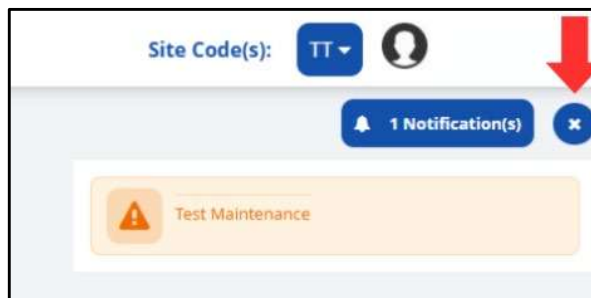 Site Code(s): TT
1 Notification(s)
Test Maintenance